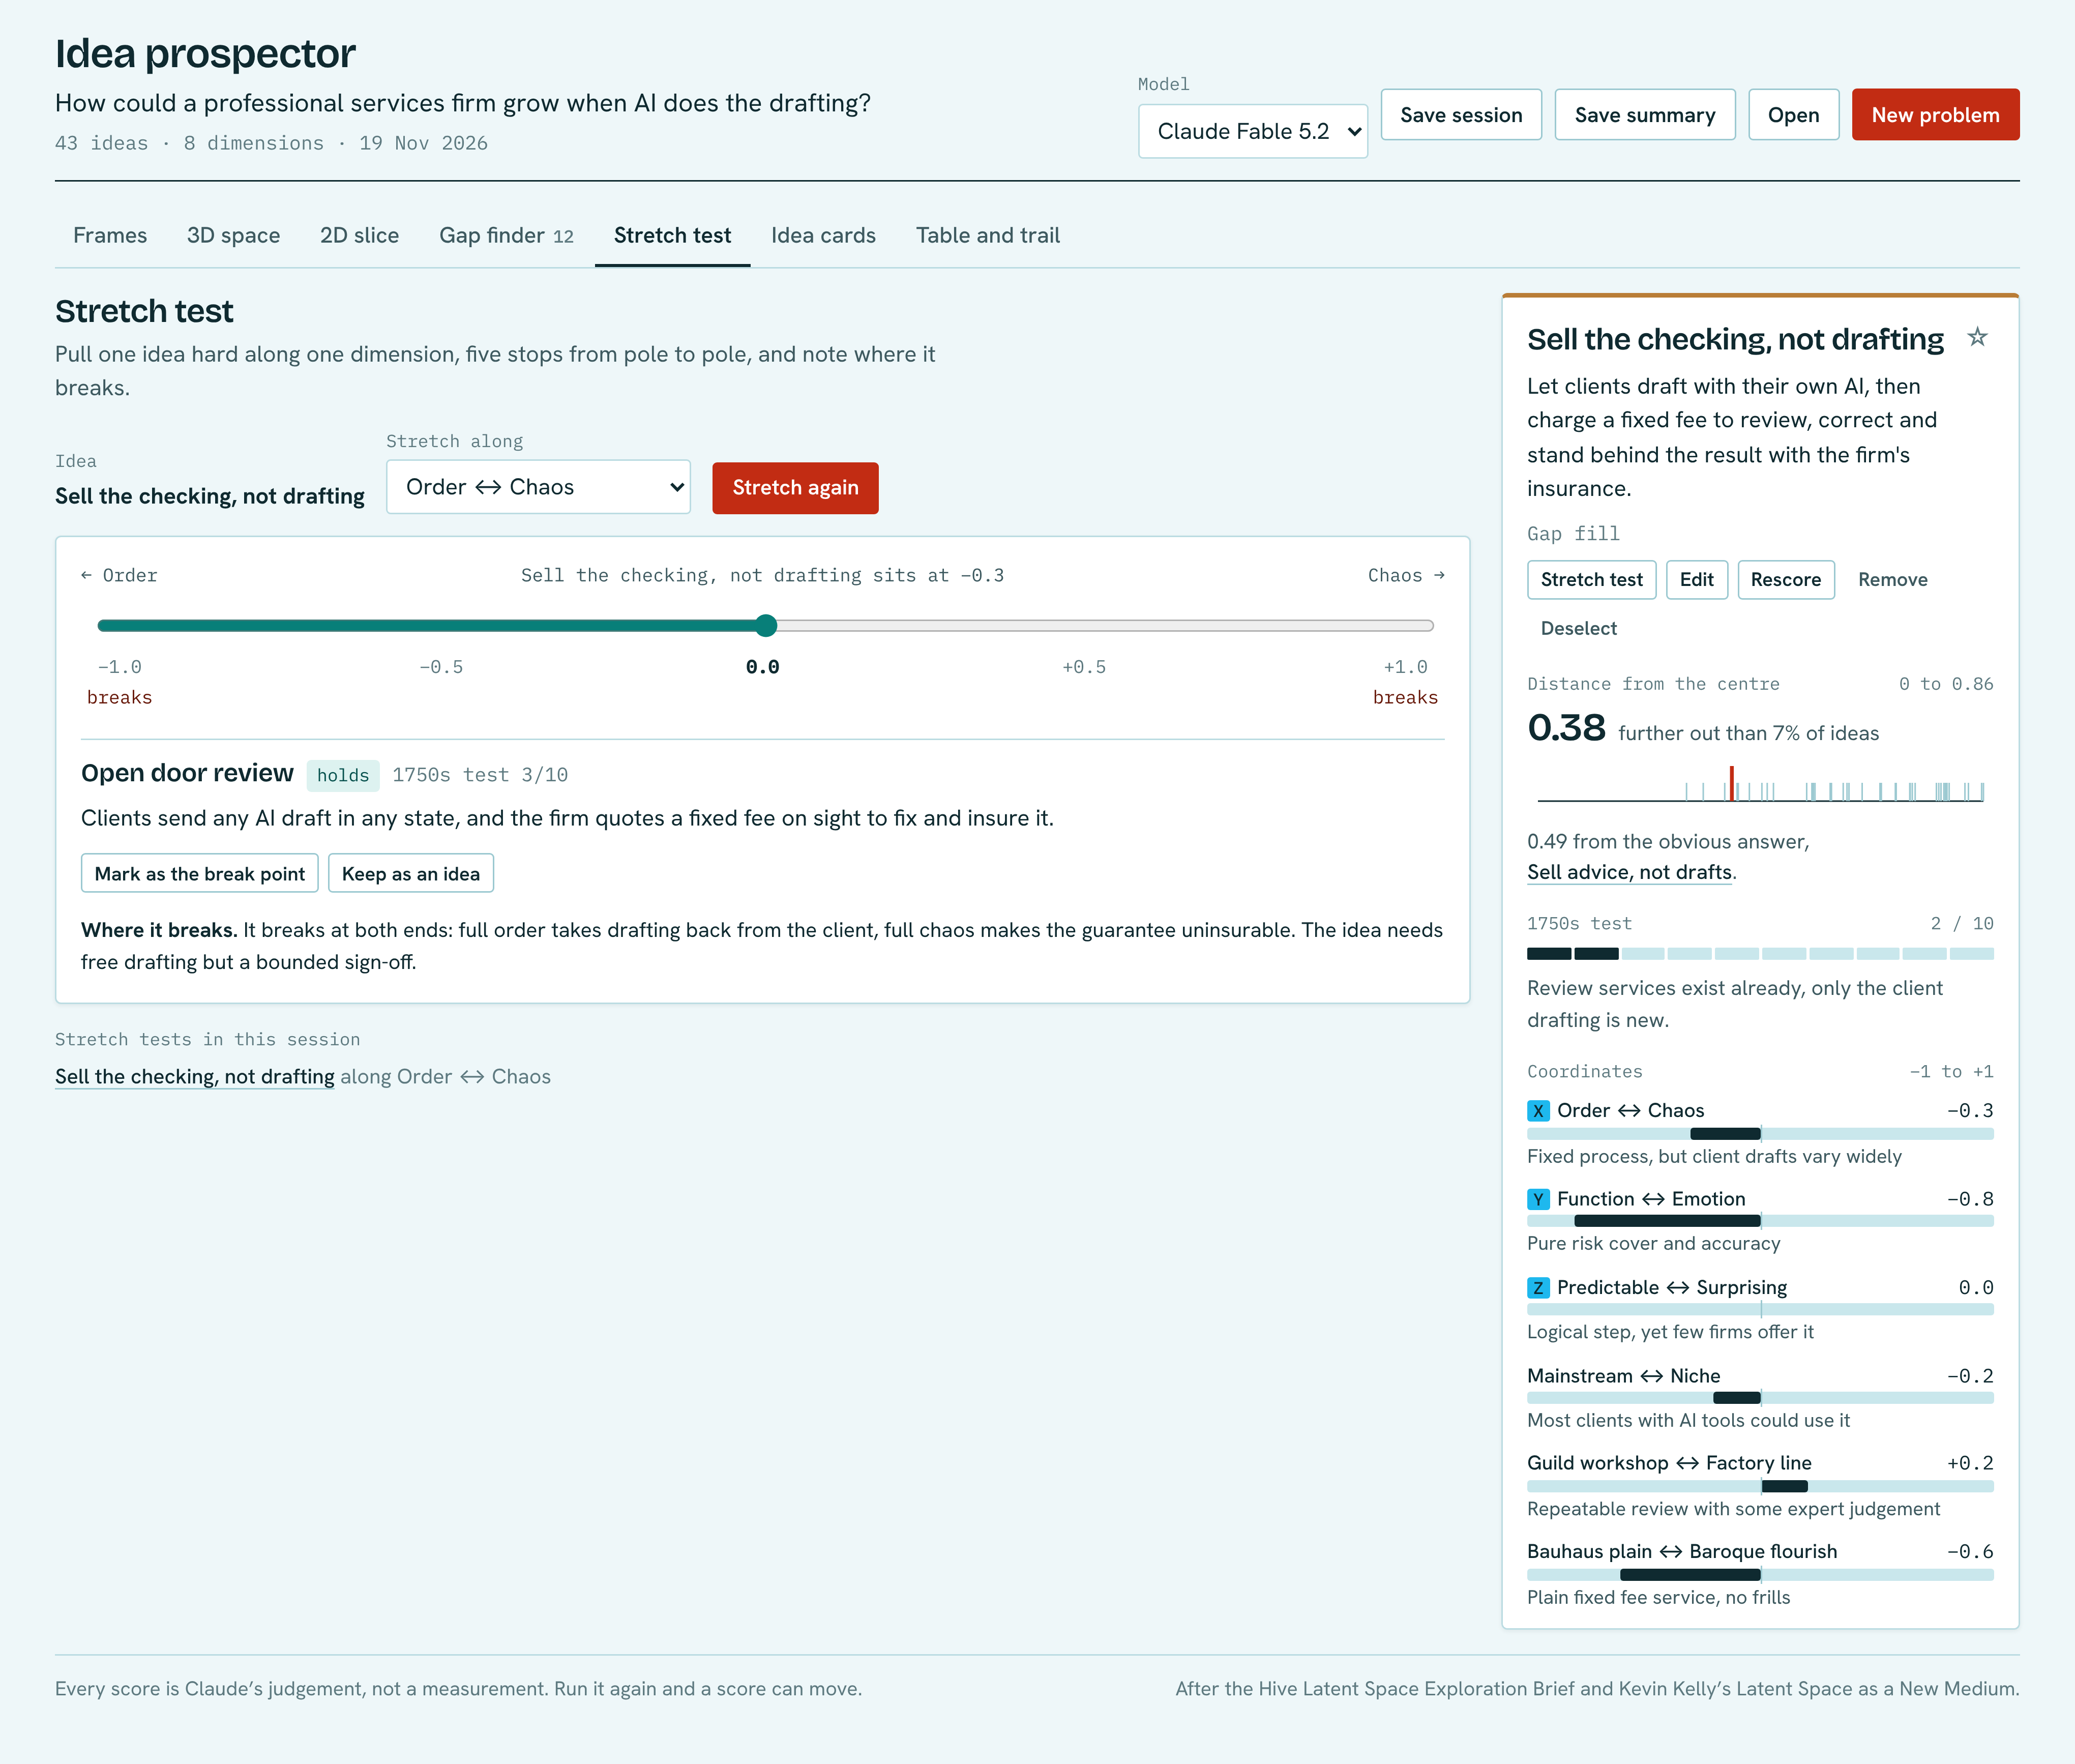 Idea prospector
How could a professional services firm grow when AI does the drafting?
43 ideas · 8 dimensions · 19 Nov 2026
Model
Claude Fable 5.2
Save session
Save summary
Open
New problem
Frames
3D space
2D slice
Gap finder 12
Stretch test
Idea cards
Table and trail
Stretch test
Pull one idea hard along one dimension, five stops from pole to pole, and note where it
breaks.
Idea
Sell the checking, not drafting
Stretch along
Order ↔ Chaos
Stretch again
← Order
Sell the checking, not drafting sits at −0.3
Chaos →
−1.0
−0.5
0.0
+0.5
+1.0
breaks
breaks
Open door review holds 1750s test 3/10
Clients send any AI draft in any state, and the firm quotes a fixed fee on sight to fix and insure it.
Mark as the break point
Keep as an idea
Where it breaks. It breaks at both ends: full order takes drafting back from the client, full chaos makes the guarantee uninsurable. The idea needs
free drafting but a bounded sign-off.
Stretch tests in this session
Sell the checking, not drafting along Order ↔ Chaos
Sell the checking, not drafting ☆
Let clients draft with their own AI, then
charge a fixed fee to review, correct and
stand behind the result with the firm's
insurance.
Gap fill
Stretch test
Edit
Rescore
Remove
Deselect
Distance from the centre 0 to 0.86
0.38 further out than 7% of ideas
0.49 from the obvious answer,
Sell advice, not drafts.
1750s test 2 / 10
Review services exist already, only the client
drafting is new.
Coordinates −1 to +1
X Order ↔ Chaos −0.3
Fixed process, but client drafts vary widely
Y Function ↔ Emotion −0.8
Pure risk cover and accuracy
Z Predictable ↔ Surprising 0.0
Logical step, yet few firms offer it
Mainstream ↔ Niche −0.2
Most clients with AI tools could use it
Guild workshop ↔ Factory line +0.2
Repeatable review with some expert judgement
Bauhaus plain ↔ Baroque flourish −0.6
Plain fixed fee service, no frills
Every score is Claude’s judgement, not a measurement. Run it again and a score can move.
After the Hive Latent Space Exploration Brief and Kevin Kelly’s Latent Space as a New Medium.